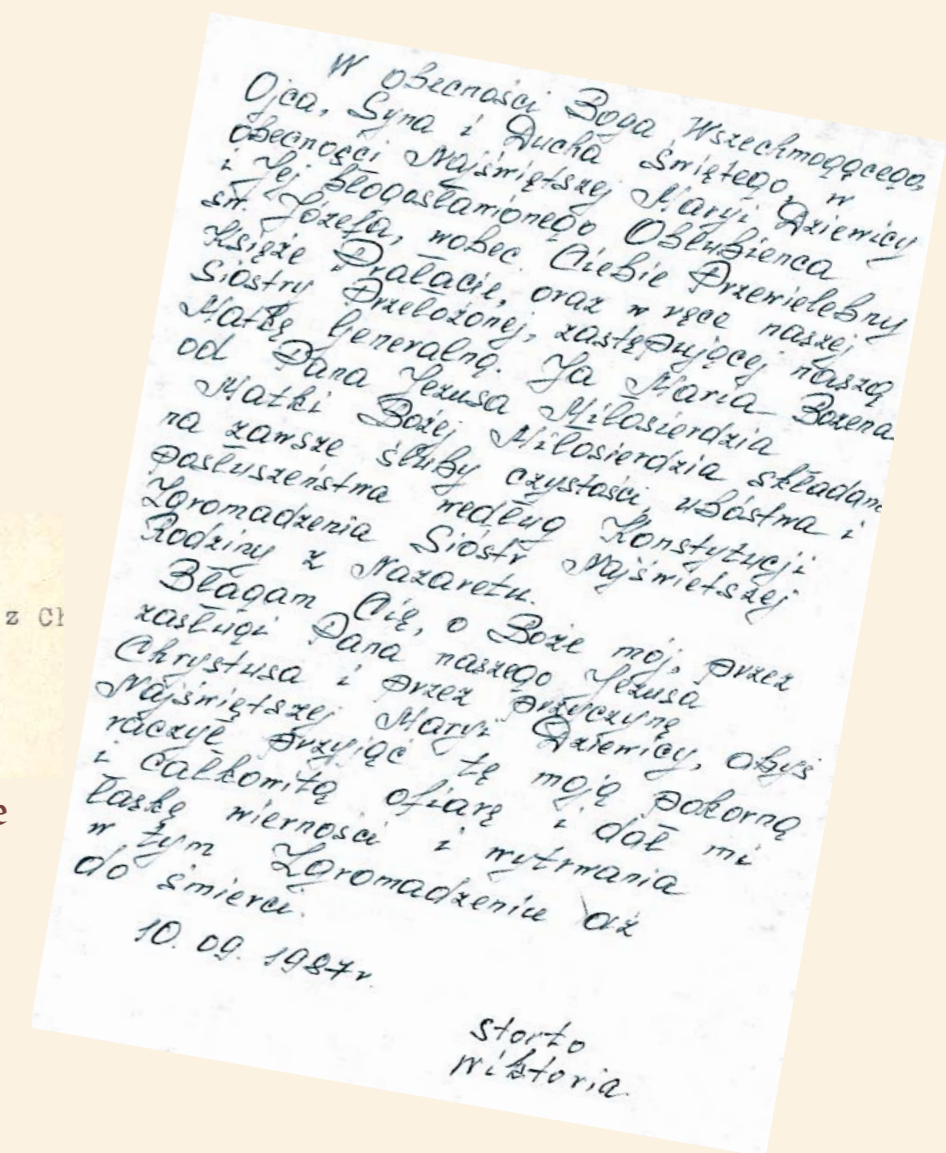 W obecności Boga Wszechmogącego,
Ojca, Syna i Ducha Świętego, w
obecności Najświętszej Maryi Dziewicy
i Jej Błogosławionego Oblubieńca
św. Józefa, wobec Ciebie Przewielebny
Księże Prałacie, oraz w ręce naszej
Siostry Przełożonej, zastępującej naszą
Matkę Generalną. Ja Maria Bożena
od Pana Jezusa Miłosierdzia
Matki Bożej Miłosierdzia składam
na zawsze śluby czystości, ubóstwa i
posłuszeństwa według Konstytucji
Zgromadzenia Sióstr Najświętszej
Rodziny z Nazaretu.
Błagam Cię, o Boże mój, przez
zasługi Pana naszego Jezusa
Chrystusa i przez przyczynę
Najświętszej Maryi Dziewicy, abyś
raczył przyjąć tę moją pokorną
i całkowitą ofiarę i dał mi
łaskę wierności i wytrwania
w tym Zgromadzeniu aż
do śmierci.
10. 09. 1987r.
Storto
Wiktoria
z Ch
e